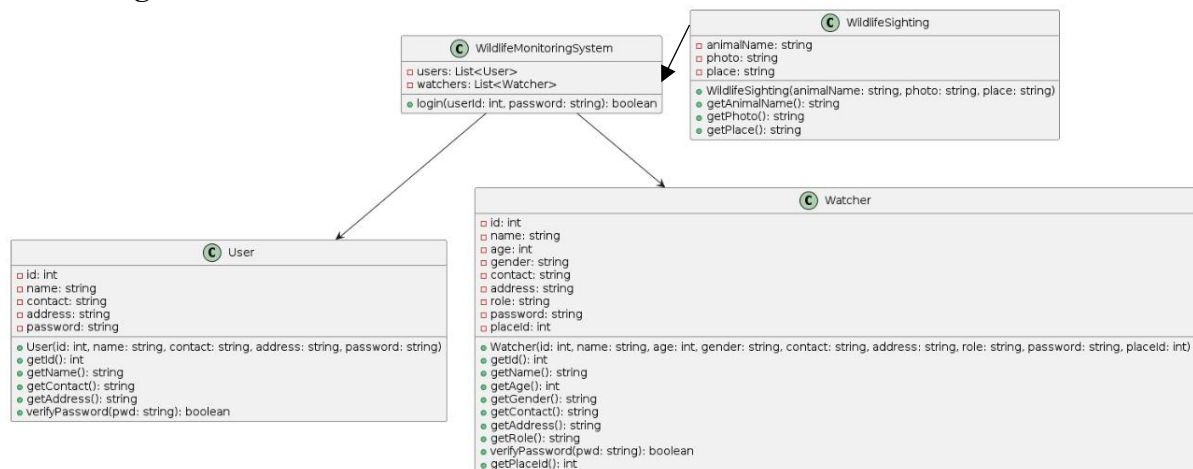 C WildlifeMonitoringSystem
users: List<User>
watchers: List<Watcher>
login(userId: int, password: string): boolean
C WildlifeSighting
animalName: string
photo: string
place: string
WildlifeSighting(animalName: string, photo: string, place: string)
getAnimalName(): string
getPhoto(): string
getPlace(): string
C User
id: int
name: string
contact: string
address: string
password: string
User(id: int, name: string, contact: string, address: string, password: string)
getId(): int
getName(): string
getContact(): string
getAddress(): string
verifyPassword(pwd: string): boolean
C Watcher
id: int
name: string
age: int
gender: string
contact: string
address: string
role: string
password: string
placeId: int
Watcher(id: int, name: string, age: int, gender: string, contact: string, address: string, role: string, password: string, placeId: int)
getId(): int
getName(): string
getAge(): int
getGender(): string
getContact(): string
getAddress(): string
getRole(): string
verifyPassword(pwd: string): boolean
getPlaceId(): int